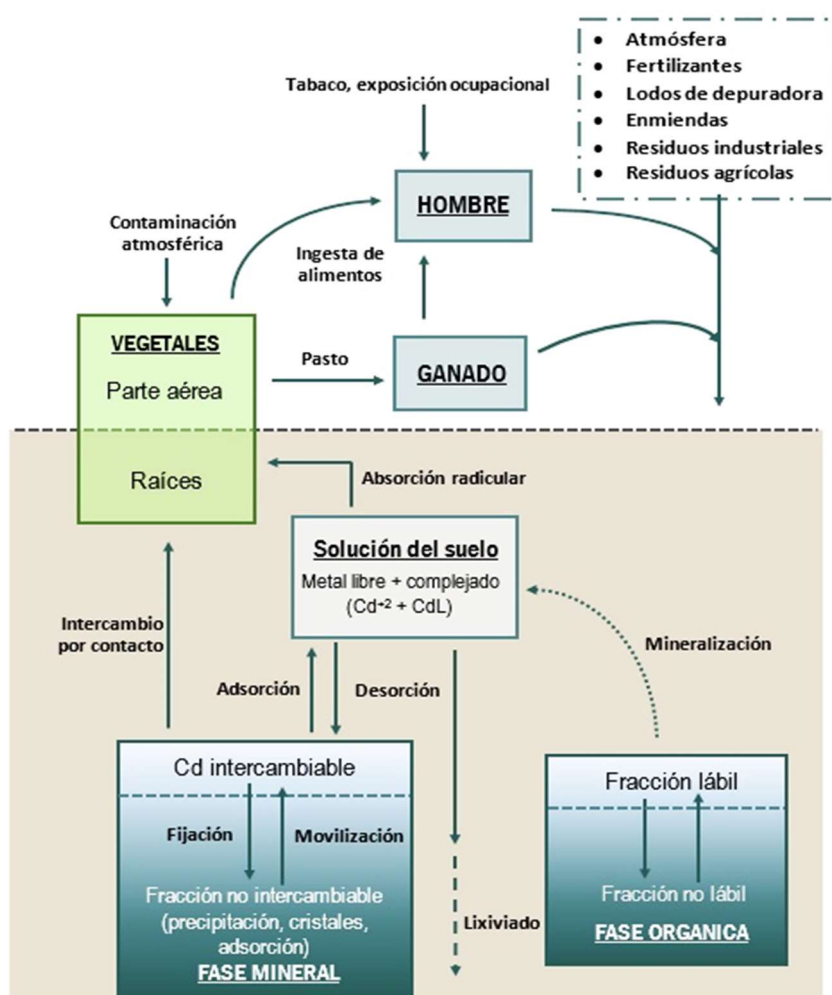 • Atmósfera
• Fertilizantes
• Lodos de depuradora
• Enmiendas
• Residuos industriales
• Residuos agrícolas
Tabaco, exposición ocupacional
HOMBRE
Contaminación
atmosférica
Ingesta de
alimentos
VEGETALES
Parte aérea
Pasto
GANADO
Raíces
Absorción radicular
Solución del suelo
Metal libre + complejado
(Cd+2 + CdL)
Intercambio
por contacto
Mineralización
Adsorción
Desorción
Cd intercambiable
Fijación
Movilización
Fracción no intercambiable
(precipitación, cristales,
adsorción)
FASE MINERAL
Lixiviado
Fracción lábil
Fracción no lábil
FASE ORGANICA